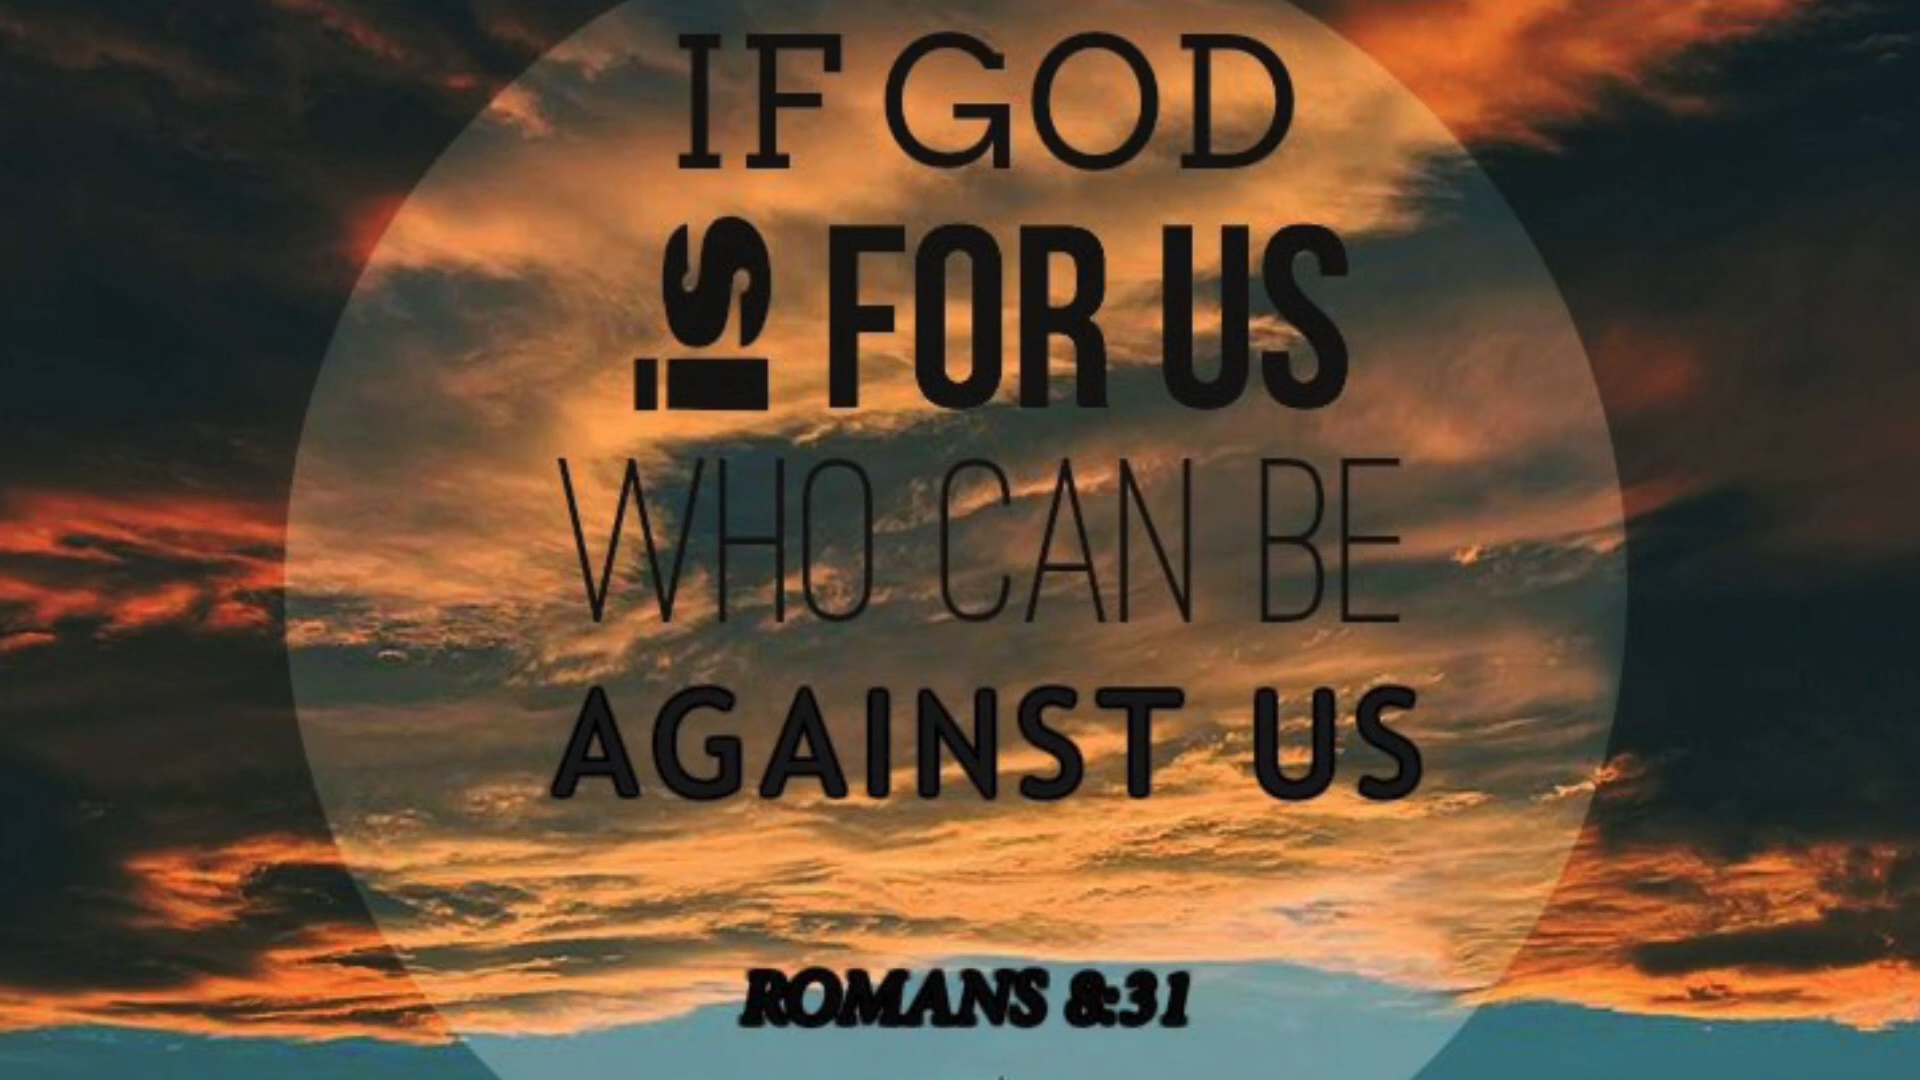 IF GOD
is FOR US
WHO CAN BE
AGAINST US
ROMANS 8:31